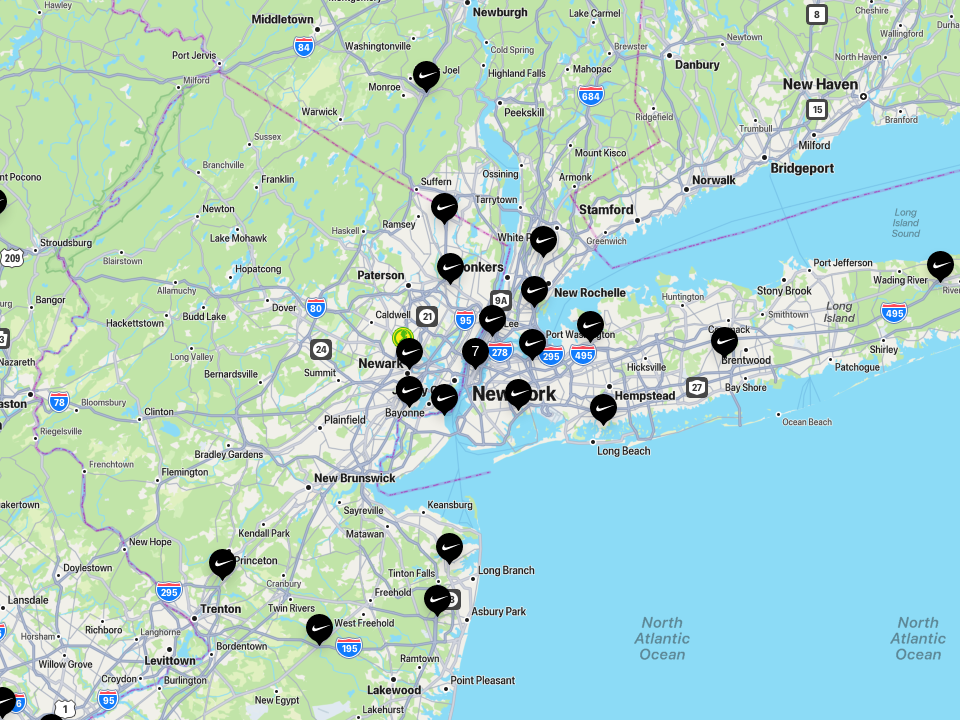 Hawley
Middletown
Newburgh
Lake Carmel
Cheshire
8
Wallingford
84
Washingtonville
Cold Spring
Brewster
Newtown
Port Jervis
Milford
Joel
Monroe
Highland Falls
Mahopac
Danbury
North Haven
New Haven
684
15
Warwick
Peekskill
Ridgefield
Trumbull
Branford
Sussex
Mount Kisco
Milford
Branchville
Ossining
Bridgeport
Franklin
Suffern
Armonk
Norwalk
Tarrytown
Newton
Ramsey
Stamford
Haskell
Greenwich
Long
Island
Sound
Lake Mohawk
White P
Stroudsburg
209
Blairstown
Hopatcong
Paterson
onkers
Port Jefferson
Wading River
Allamuchy
New Rochelle
Huntington
Stony Brook
Bangor
Dover
80
9A
Caldwell
21
95
Lee
Long
Island
Smithtown
495
Hackettstown
Budd Lake
Port Washington
Nazareth
24
Long Valley
Newark
7
278
295
495
Brentwood
Shirley
Summit
Hicksville
Patchogue
Bernardsville
27
Bay Shore
78
Bloomsbury
Clinton
Bayonne
New York
Hempstead
Plainfield
Ocean Beach
Riegelsville
Bradley Gardens
Long Beach
Frenchtown
Flemington
New Brunswick
Sayreville
Keansburg
Kendall Park
Matawan
New Hope
Princeton
Tinton Falls
Long Branch
Doylestown
Cranbury
295
Freehold
Lansdale
Twin Rivers
Asbury Park
Trenton
North
Atlantic
Ocean
North
Atlantic
Ocean
Richboro
Langhorne
West Freehold
Horsham
195
Bordentown
Willow Grove
Levittown
Ramtown
Croydon
Burlington
Lakewood
Point Pleasant
95
New Egypt
1
Lakehurst